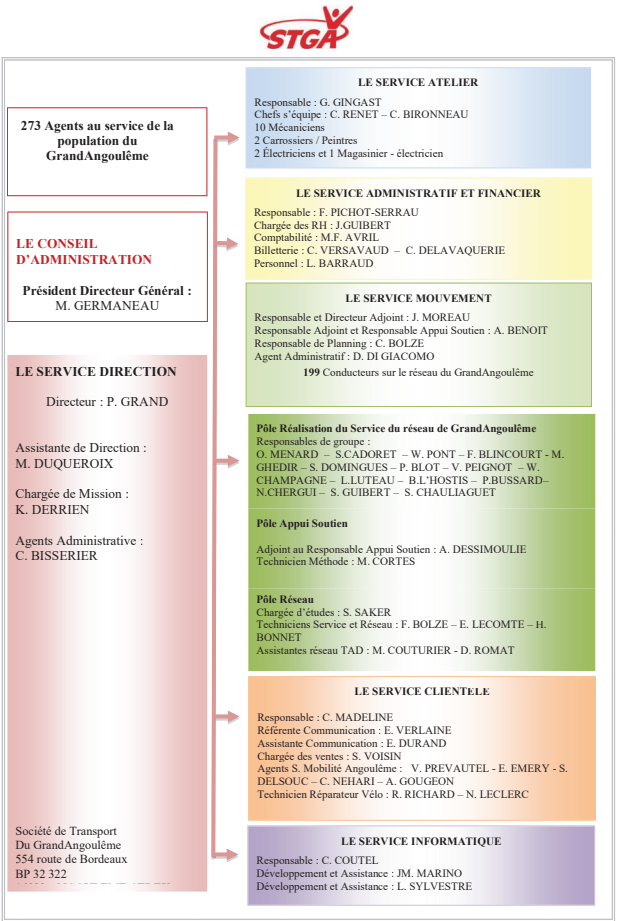 STGA
273 Agents au service de la
population du
GrandAngoulême
LE CONSEIL
D'ADMINISTRATION
Président Directeur Général :
M. GERMANEAU
LE SERVICE DIRECTION
Directeur : P. GRAND
Assistante de Direction :
M. DUQUEROIX
Chargée de Mission :
K. DERRIEN
Agents Administrative :
C. BISSERIER
Société de Transport
Du GrandAngoulême
554 route de Bordeaux
BP 32 322
LE SERVICE ATELIER
Responsable : G. GINGAST
Chefs s'équipe : C. RENET – C. BIRONNEAU
10 Mécaniciens
2 Carrossiers / Peintres
2 Électriciens et 1 Magasinier - électricien
LE SERVICE ADMINISTRATIF ET FINANCIER
Responsable : F. PICHOT-SERRAU
Chargée des RH : J.GUIBERT
Comptabilité : M.F. AVRIL
Billetterie : C. VERSAVAUD – C. DELAVAQUERIE
Personnel : L. BARRAUD
LE SERVICE MOUVEMENT
Responsable et Directeur Adjoint : J. MOREAU
Responsable Adjoint et Responsable Appui Soutien : A. BENOIT
Responsable de Planning : C. BOLZE
Agent Administratif : D. DI GIACOMO
199 Conducteurs sur le réseau du GrandAngoulême
Pôle Réalisation du Service du réseau de GrandAngoulême
Responsables de groupe :
O. MENARD – S.CADORET – W. PONT – F. BLINCOURT - M.
GHEDIR – S. DOMINGUES – P. BLOT – V. PEIGNOT – W.
CHAMPAGNE – L.LUTEAU – B.L'HOSTIS – P.BUSSARD–
N.CHERGUI – S. GUIBERT – S. CHAULIAGUET
Pôle Appui Soutien
Adjoint au Responsable Appui Soutien : A. DESSIMOULIE
Technicien Méthode : M. CORTES
Pôle Réseau
Chargée d'études : S. SAKER
Techniciens Service et Réseau : F. BOLZE – E. LECOMTE – H.
BONNET
Assistantes réseau TAD : M. COUTURIER - D. ROMAT
LE SERVICE CLIENTELE
Responsable : C. MADELINE
Référente Communication : E. VERLAINE
Assistante Communication : E. DURAND
Chargée des ventes : S. VOISIN
Agents S. Mobilité Angoulême : V. PREVAUTEL - E. EMERY - S.
DELSOUC – C. NEHARI – A. GOUGEON
Technicien Réparateur Vélo : R. RICHARD – N. LECLERC
LE SERVICE INFORMATIQUE
Responsable : C. COUTEL
Développement et Assistance : JM. MARINO
Développement et Assistance : L. SYLVESTRE